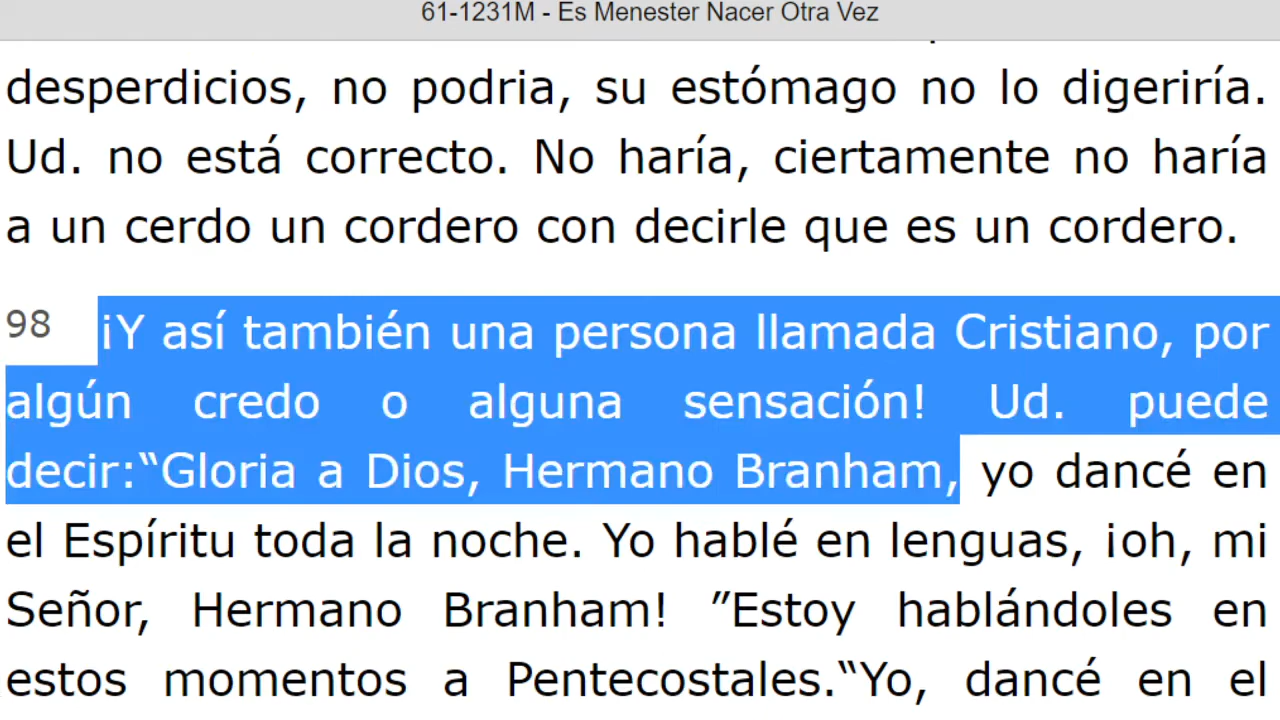 61-1231M - Es Menester Nacer Otra Vez
desperdicios, no podria, su estómago no lo digeriría.
Ud. no está correcto. No haría, ciertamente no haría
a un cerdo un cordero con decirle que es un cordero.
98 ¡Y así también una persona llamada Cristiano, por
algún credo o alguna sensación! Ud. puede
decir:“Gloria a Dios, Hermano Branham, yo dancé en
el Espíritu toda la noche. Yo hablé en lenguas, ¡oh, mi
Señor, Hermano Branham! ”Estoy hablándoles en
estos momentos a Pentecostales.“Yo, dancé en el